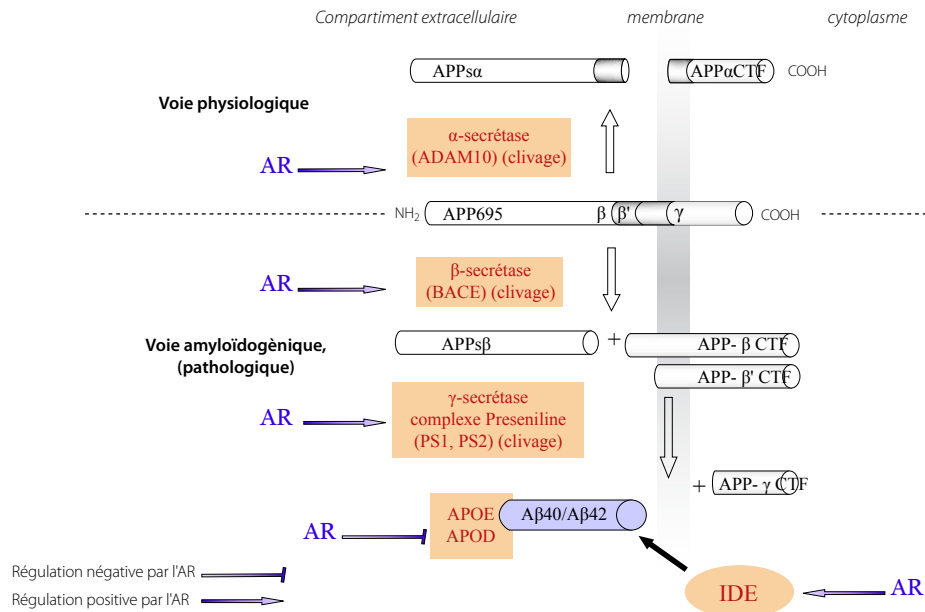 Compartiment extracellulaire membrane cytoplasme
APPsα APPαCTF COOH
Voie physiologique
α-secrétase
(ADAM10) (clivage)
AR
NH2 APP695 β β' γ COOH
β-secrétase
(BACE) (clivage)
AR
APPsβ + APP- β CTF
Voie amyloïdogènique,
(pathologique)
APP- β' CTF
γ-secrétase
complexe Preseniline
(PS1, PS2) (clivage)
AR
+ APP- γ CTF
APOE
APOD
Aβ40/Aβ42
AR
Régulation négative par l'AR
IDE AR
Régulation positive par l'AR